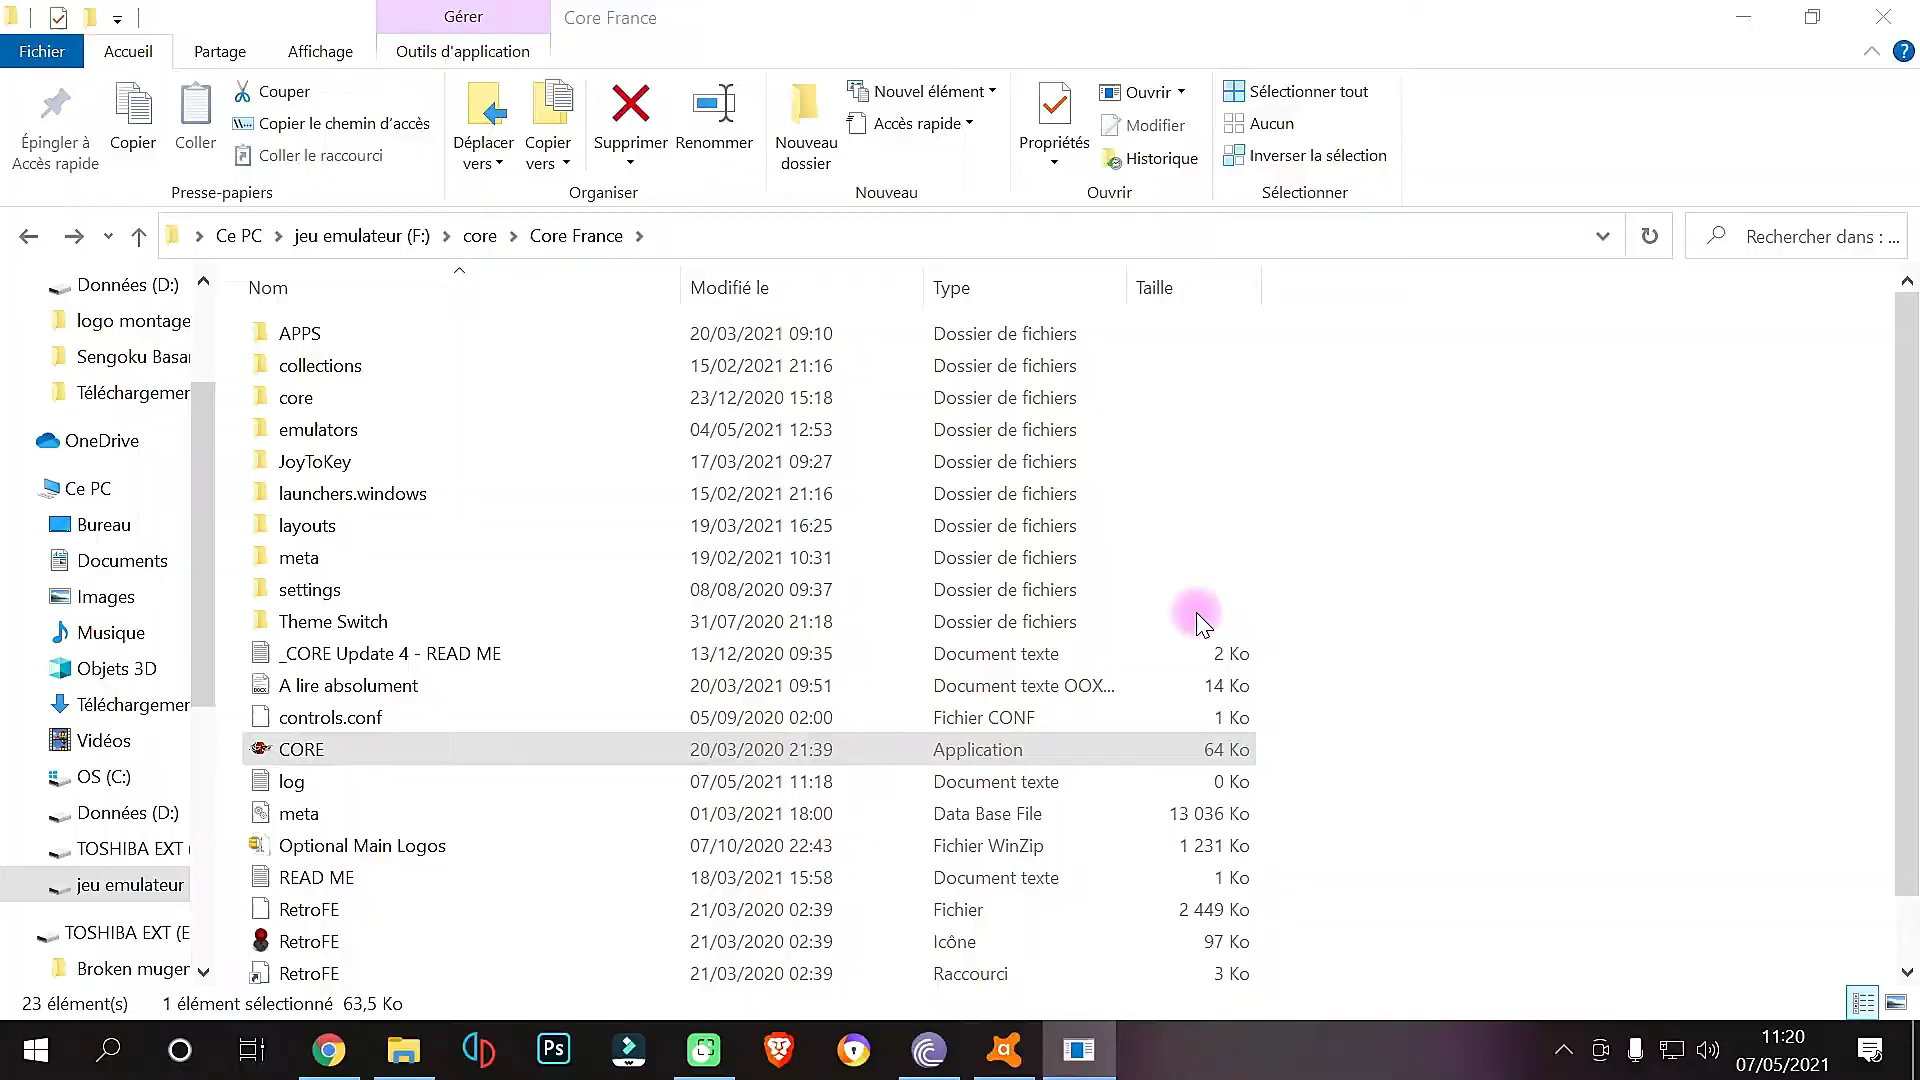 Gérer
Core France
Fichier
Accueil
Partage
Affichage
Outils d'application
Épingler à
Accès rapide
Copier
Coller
Couper
Copier le chemin d'accès
Coller le raccourci
Presse-papiers
Déplacer
vers
Copier
vers
Supprimer
Renommer
Organiser
Nouveau
dossier
Nouvel élément
Accès rapide
Nouveau
Propriétés
Ouvrir
Modifier
Historique
Ouvrir
Sélectionner tout
Aucun
Inverser la sélection
Sélectionner
Ce PC
jeu emulateur (F:)
core
Core France
Rechercher dans : ...
Données (D:)
logo montage
Sengoku Basar
Téléchargemer
OneDrive
Ce PC
Bureau
Documents
Images
Musique
Objets 3D
Téléchargemer
Vidéos
OS (C:)
Données (D:)
TOSHIBA EXT (
jeu emulateur
TOSHIBA EXT (E
Broken muger
Nom Modifié le Type Taille
APPS 20/03/2021 09:10 Dossier de fichiers
collections 15/02/2021 21:16 Dossier de fichiers
core 23/12/2020 15:18 Dossier de fichiers
emulators 04/05/2021 12:53 Dossier de fichiers
JoyToKey 17/03/2021 09:27 Dossier de fichiers
launchers.windows 15/02/2021 21:16 Dossier de fichiers
layouts 19/03/2021 16:25 Dossier de fichiers
meta 19/02/2021 10:31 Dossier de fichiers
settings 08/08/2020 09:37 Dossier de fichiers
Theme Switch 31/07/2020 21:18 Dossier de fichiers
_CORE Update 4 - READ ME 13/12/2020 09:35 Document texte 2 Ko
A lire absolument 20/03/2021 09:51 Document texte OOX... 14 Ko
controls.conf 05/09/2020 02:00 Fichier CONF 1 Ko
CORE 20/03/2020 21:39 Application 64 Ko
log 07/05/2021 11:18 Document texte 0 Ko
meta 01/03/2021 18:00 Data Base File 13 036 Ko
Optional Main Logos 07/10/2020 22:43 Fichier WinZip 1 231 Ko
READ ME 18/03/2021 15:58 Document texte 1 Ko
RetroFE 21/03/2020 02:39 Fichier 2 449 Ko
RetroFE 21/03/2020 02:39 Icône 97 Ko
RetroFE 21/03/2020 02:39 Raccourci 3 Ko
23 élément(s) 1 élément sélectionné 63,5 Ko
Ps
11:20
07/05/2021